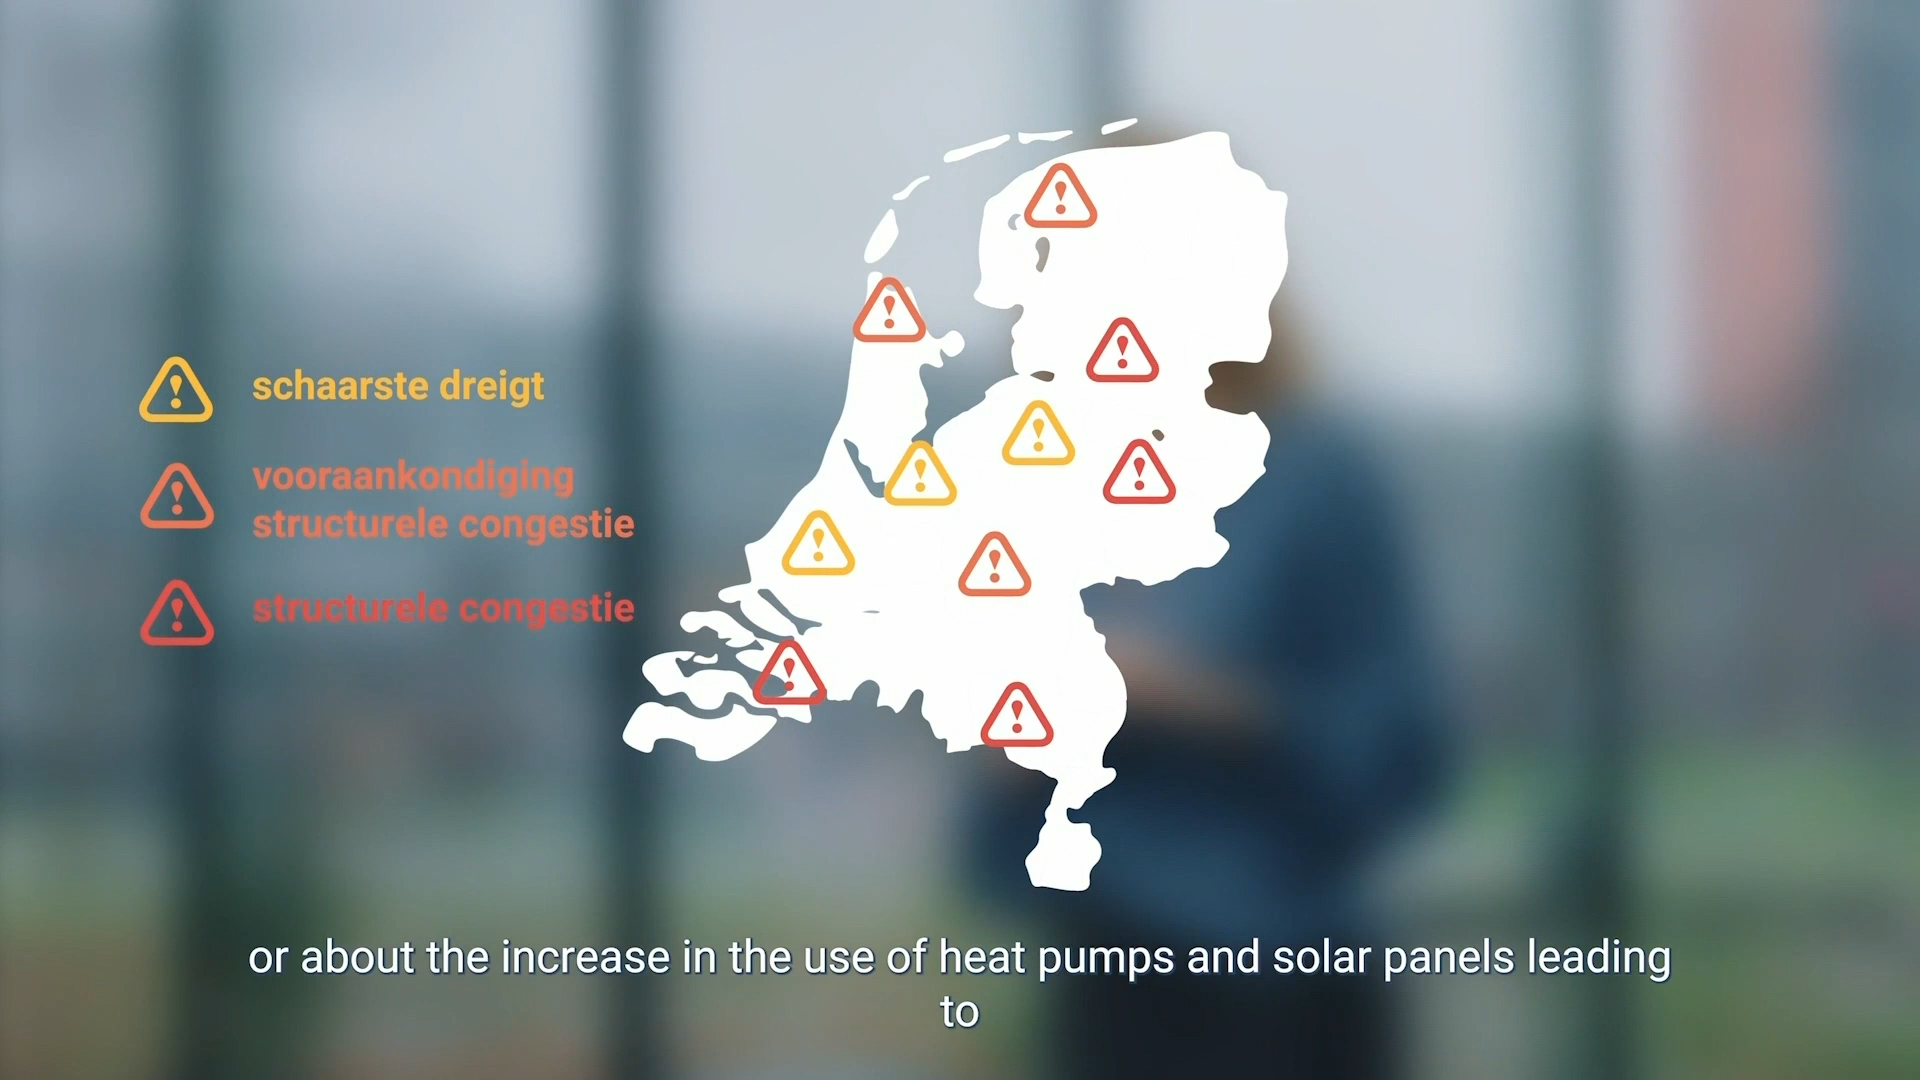 schaarste dreigt
vooraankondiging
structurele congestie
structurele congestie
or about the increase in the use of heat pumps and solar panels leading
to